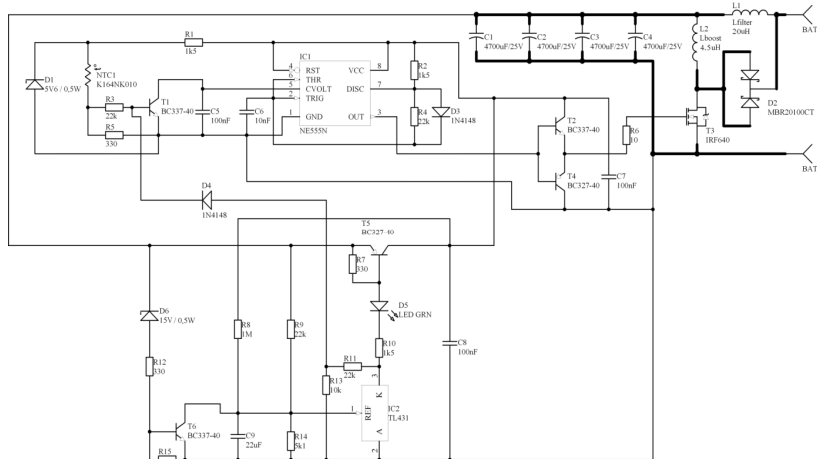 L1
Lfilter
20uH
BAT
L2
Lboost
4.5uH
C1
4700uF/25V
C2
4700uF/25V
C3
4700uF/25V
C4
4700uF/25V
R1
1k5
IC1
4 RST VCC 8
6 THR
5 CVOLT DISC 7
2 TRIG
OUT 3
1 GND
NE555N
R2
1k5
D1
5V6 / 0,5W
NTC1
K164NK010
R3
22k
T1
BC337-40
R5
330
C5
100nF
C6
10nF
R4
22k
D3
1N4148
T2
BC337-40
R6
10
T3
IRF640
D2
MBR20100CT
T4
BC327-40
C7
100nF
BAT
D4
1N4148
T5
BC327-40
R7
330
D6
15V / 0,5W
D5
LED GRN
R8
1M
R9
22k
R10
1k5
C8
100nF
R12
330
R11
22k
R13
10k
3
K
1 REF
A
2
IC2
TL431
T6
BC337-40
C9
22uF
R14
5k1
R15